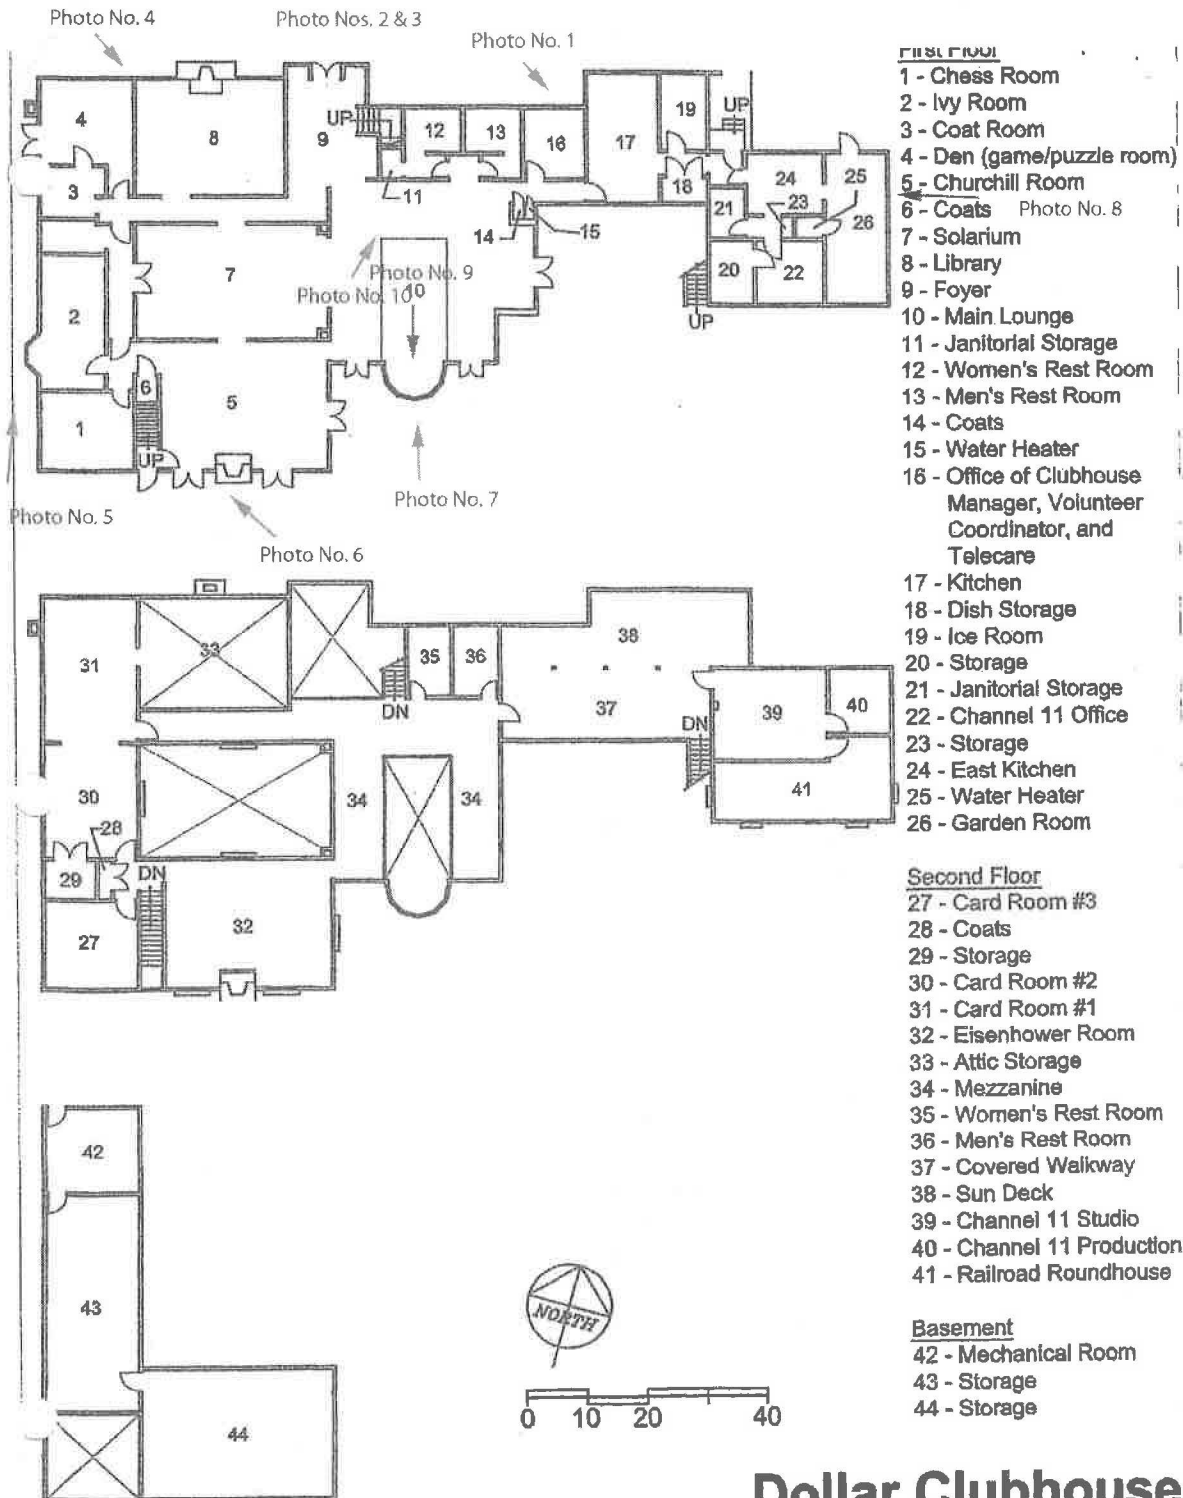 Photo No. 4
Photo Nos. 2 & 3
Photo No. 1
4
8
UP
9
12
13
16
17
19
UP
3
11
18
24
25
21
23
26
14
15
7
Photo No. 9
Photo No. 10
10
2
20
22
UP
6
5
1
UP
Photo No. 5
Photo No. 7
Photo No. 6
First Floor
1 - Chess Room
2 - Ivy Room
3 - Coat Room
4 - Den (game/puzzle room)
5 - Churchill Room
6 - Coats
Photo No. 8
7 - Solarium
8 - Library
9 - Foyer
10 - Main Lounge
11 - Janitorial Storage
12 - Women's Rest Room
13 - Men's Rest Room
14 - Coats
15 - Water Heater
16 - Office of Clubhouse
Manager, Volunteer
Coordinator, and
Telecare
17 - Kitchen
18 - Dish Storage
19 - Ice Room
20 - Storage
21 - Janitorial Storage
22 - Channel 11 Office
23 - Storage
24 - East Kitchen
25 - Water Heater
26 - Garden Room
31
33
35
36
38
DN
37
DN
39
40
30
34
34
41
28
29
DN
27
32
Second Floor
27 - Card Room #3
28 - Coats
29 - Storage
30 - Card Room #2
31 - Card Room #1
32 - Eisenhower Room
33 - Attic Storage
34 - Mezzanine
35 - Women's Rest Room
36 - Men's Rest Room
37 - Covered Walkway
38 - Sun Deck
39 - Channel 11 Studio
40 - Channel 11 Production
41 - Railroad Roundhouse
42
43
44
NORTH
0 10 20 40
Basement
42 - Mechanical Room
43 - Storage
44 - Storage
Dollar Clubhouse